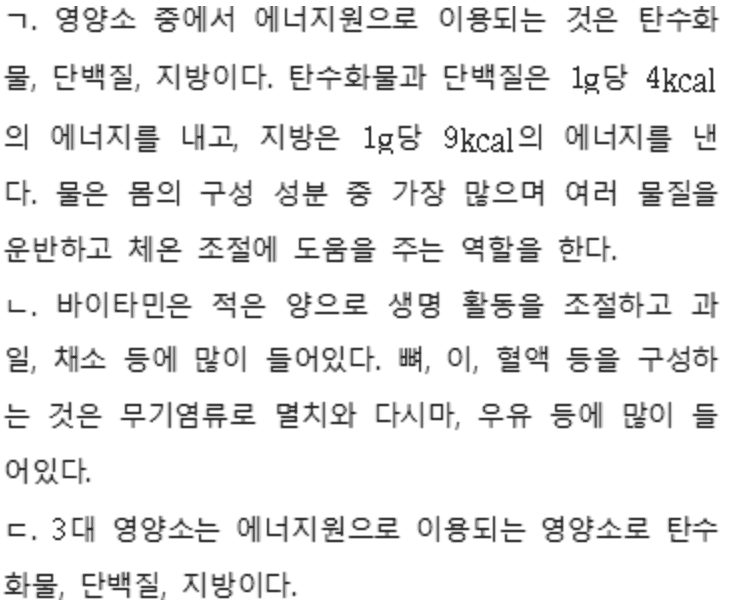 ㄱ. 영양소 중에서 에너지원으로 이용되는 것은 탄수화
물, 단백질, 지방이다. 탄수화물과 단백질은 1g당 4kcal
의 에너지를 내고, 지방은 1g당 9kcal의 에너지를 낸
다. 물은 몸의 구성 성분 중 가장 많으며 여러 물질을
운반하고 체온 조절에 도움을 주는 역할을 한다.
ㄴ. 바이타민은 적은 양으로 생명 활동을 조절하고 과
일, 채소 등에 많이 들어있다. 뼈, 이, 혈액 등을 구성하
는 것은 무기염류로 멸치와 다시마, 우유 등에 많이 들
어있다.
ㄷ. 3대 영양소는 에너지원으로 이용되는 영양소로 탄수
화물, 단백질, 지방이다.